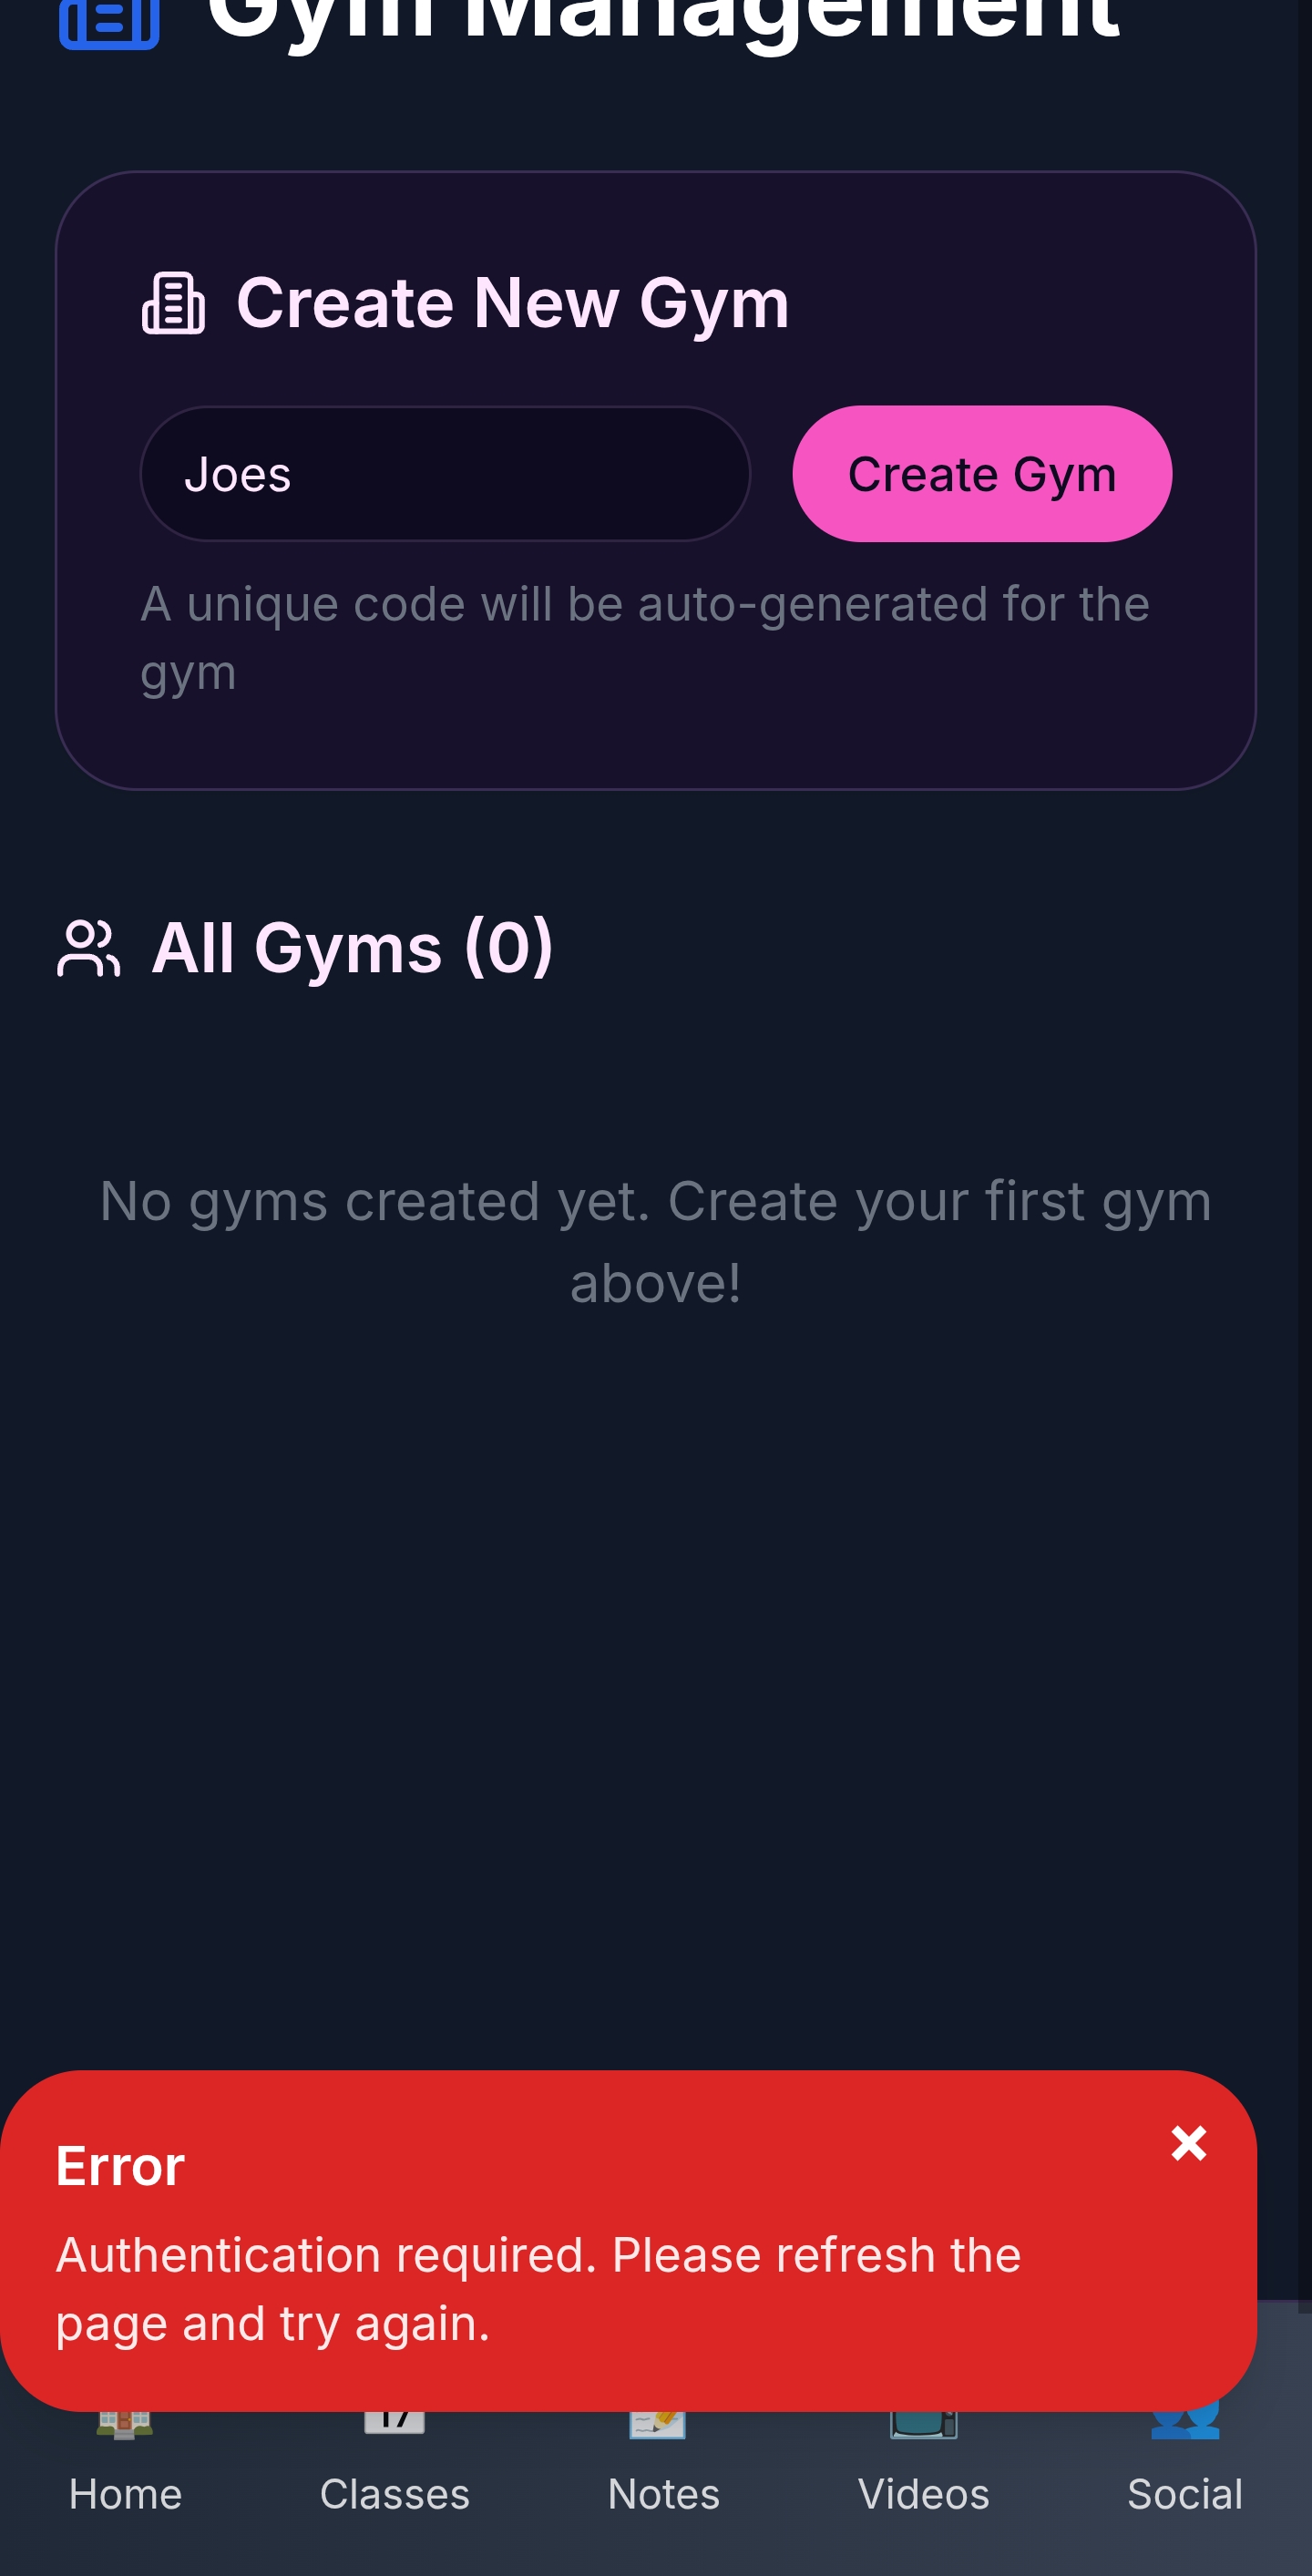 Gym Management
Create New Gym
Joes
Create Gym
A unique code will be auto-generated for the
gym
All Gyms (0)
No gyms created yet. Create your first gym
above!
Error
×
Authentication required. Please refresh the
page and try again.
17
Home
Classes
Notes
Videos
Social